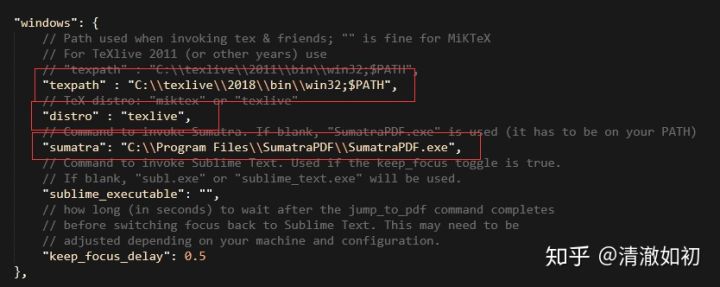 "windows": {
// Path used when invoking tex & friends; "" is fine for MiKTeX
// For TeXlive 2011 (or other years) use
// "texpath" : "C:\\texlive\\2011\\bin\\win32;$PATH",
"texpath" : "C:\\texlive\\2018\\bin\\win32;$PATH",
// TeX distro: "miktex" or "texlive"
"distro" : "texlive",
// Command to invoke Sumatra. If blank, "SumatraPDF.exe" is used (it has to be on your PATH)
"sumatra": "C:\\Program Files\\SumatraPDF\\SumatraPDF.exe",
// Command to invoke Sublime Text. Used if the keep_focus toggle is true.
// If blank, "subl.exe" or "sublime_text.exe" will be used.
"sublime_executable": "",
// how long (in seconds) to wait after the jump_to_pdf command completes
// before switching focus back to Sublime Text. This may need to be
// adjusted depending on your machine and configuration.
"keep_focus_delay": 0.5
},
知乎 @清澈如初